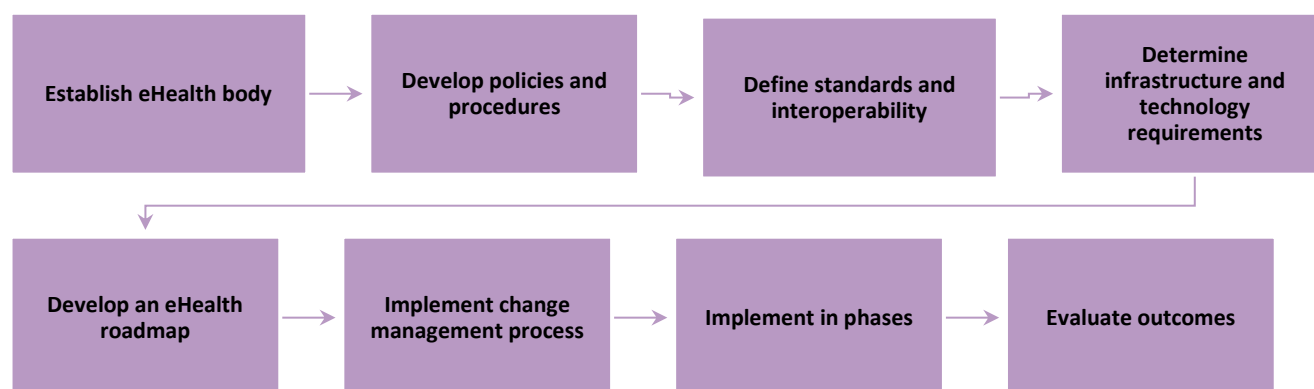 Establish eHealth body
Develop policies and
procedures
Define standards and
interoperability
Determine
infrastructure and
technology
requirements
Develop an eHealth
roadmap
Implement change
management process
Implement in phases
Evaluate outcomes